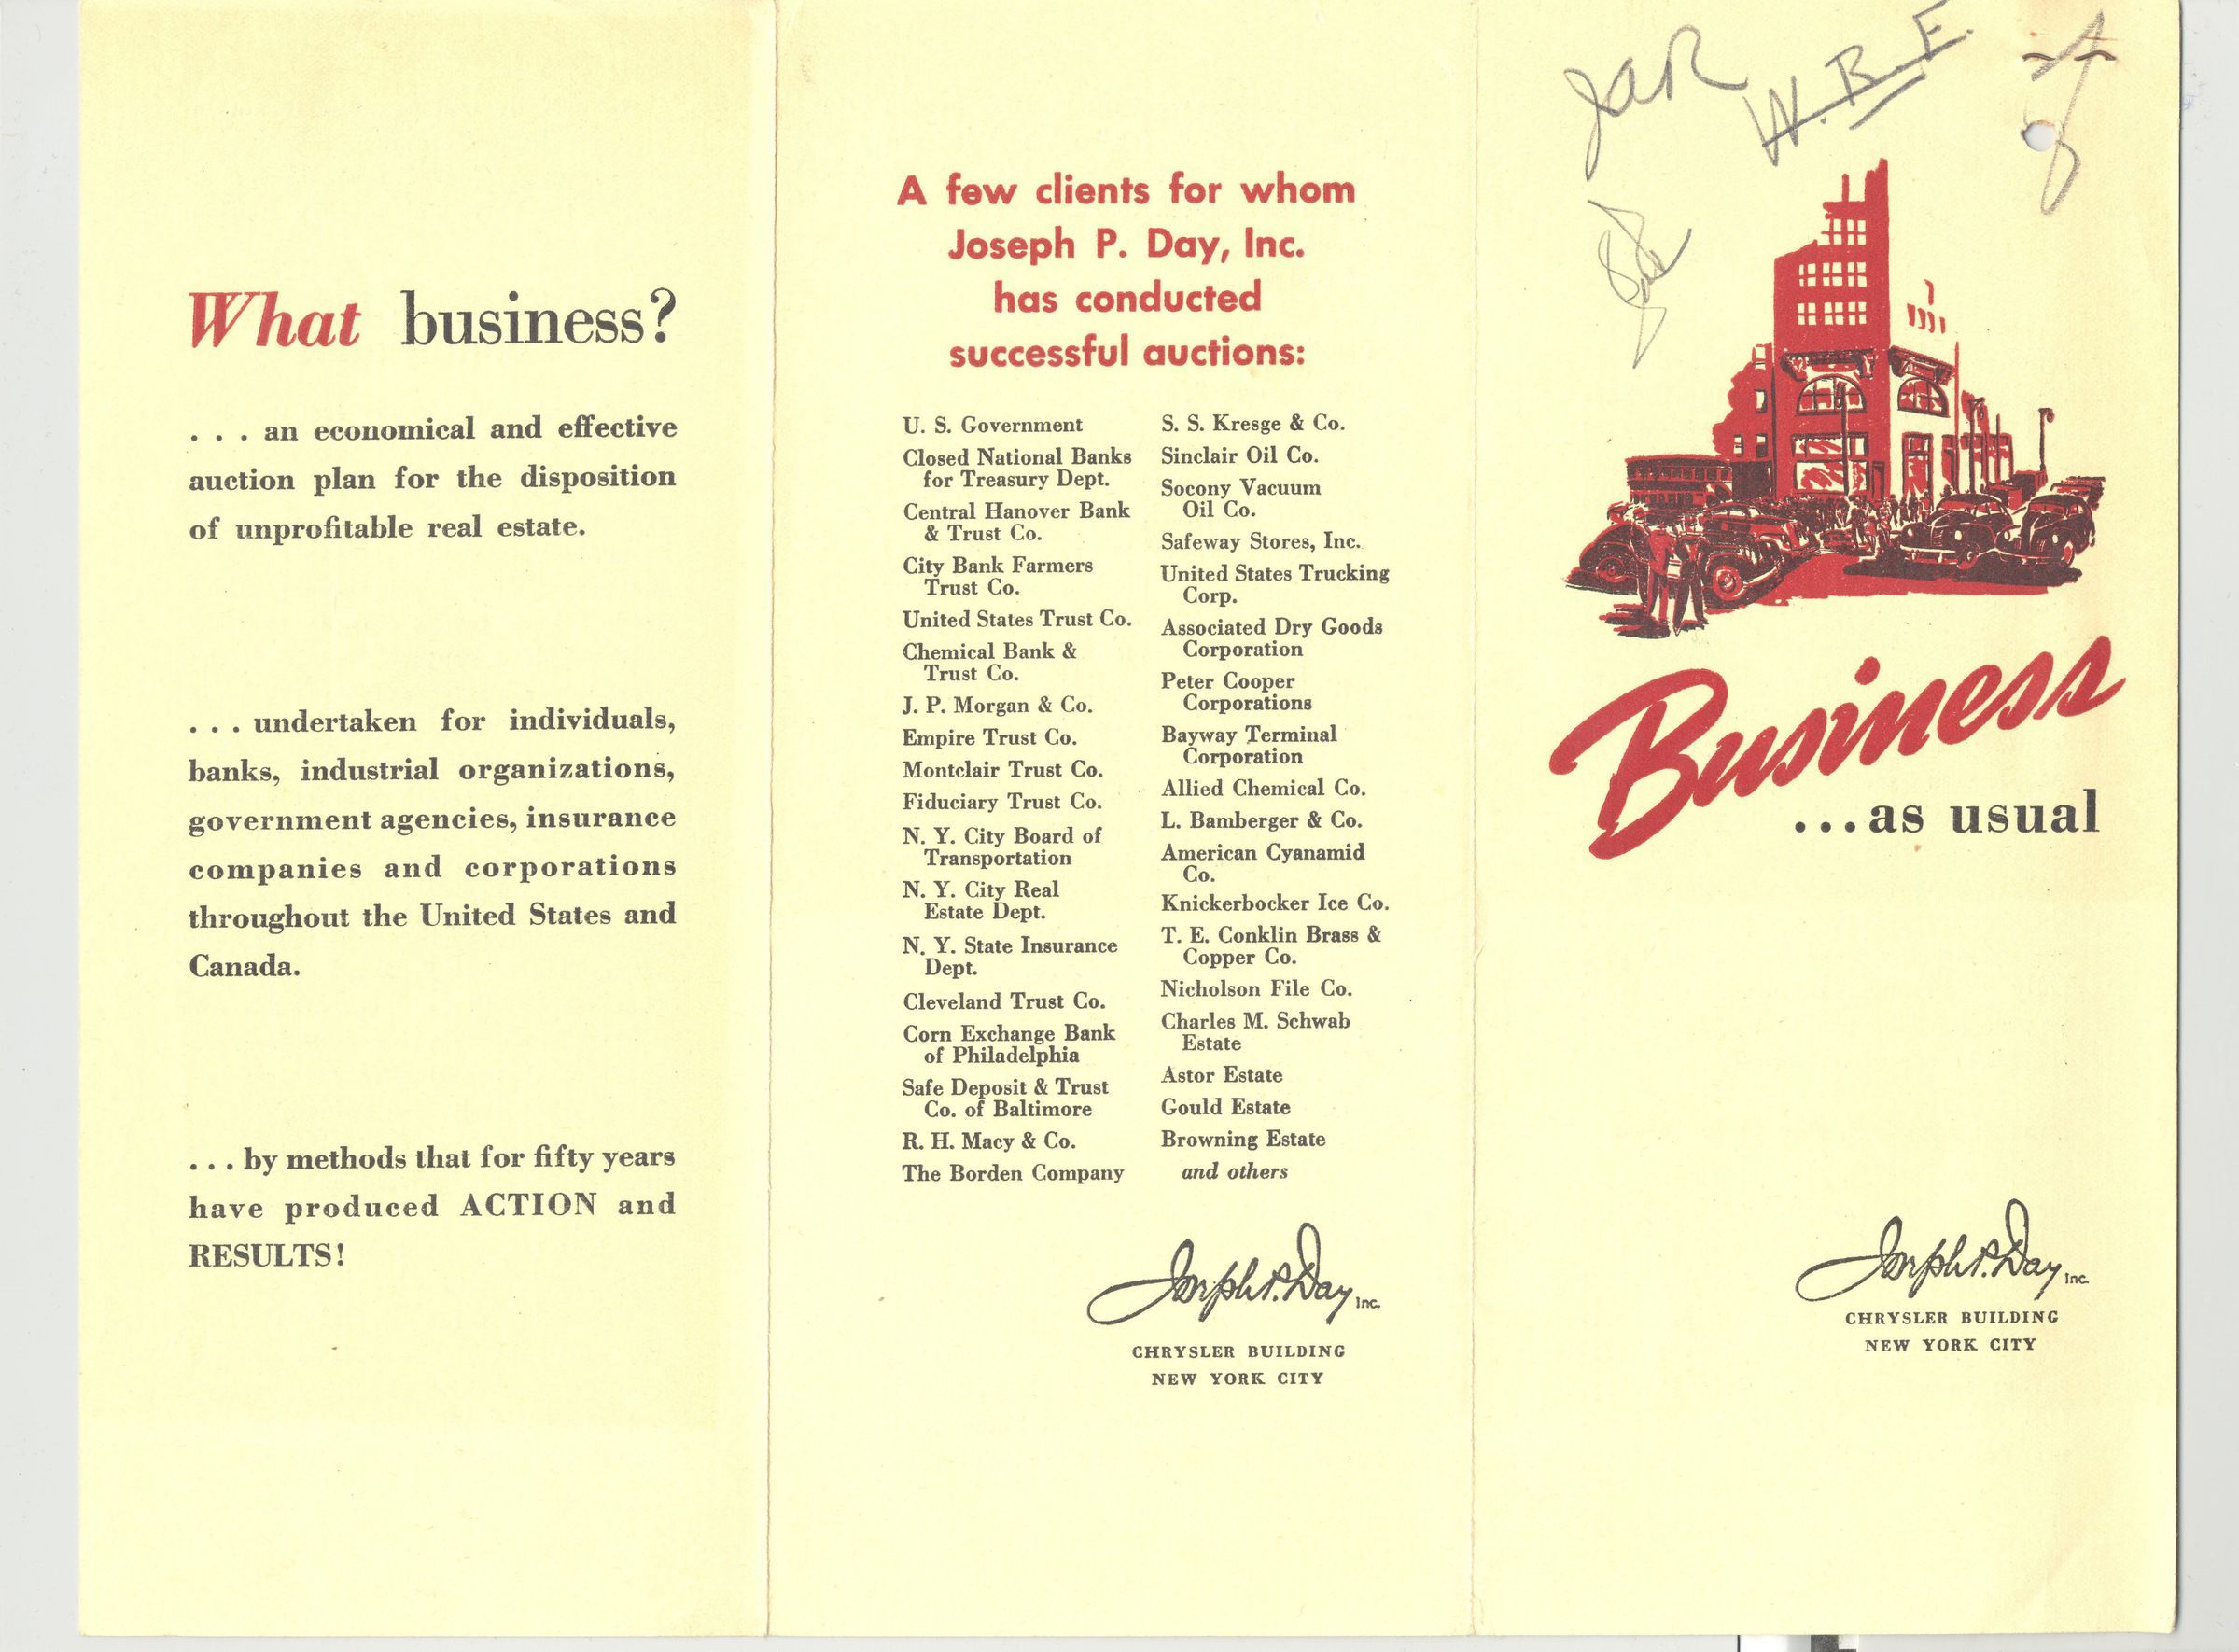 What business?
. . . an economical and effective
auction plan for the disposition
of unprofitable real estate.
. . . undertaken for individuals,
banks, industrial organizations,
government agencies, insurance
companies and corporations
throughout the United States and
Canada.
. . . by methods that for fifty years
have produced ACTION and
RESULTS!
A few clients for whom
Joseph P. Day, Inc.
has conducted
successful auctions:
U. S. Government
Closed National Banks
for Treasury Dept.
Central Hanover Bank
& Trust Co.
City Bank Farmers
Trust Co.
United States Trust Co.
Chemical Bank &
Trust Co.
J. P. Morgan & Co.
Empire Trust Co.
Montclair Trust Co.
Fiduciary Trust Co.
N. Y. City Board of
Transportation
N. Y. City Real
Estate Dept.
N. Y. State Insurance
Dept.
Cleveland Trust Co.
Corn Exchange Bank
of Philadelphia
Safe Deposit & Trust
Co. of Baltimore
R. H. Macy & Co.
The Borden Company
S. S. Kresge & Co.
Sinclair Oil Co.
Socony Vacuum
Oil Co.
Safeway Stores, Inc.
United States Trucking
Corp.
Associated Dry Goods
Corporation
Peter Cooper
Corporations
Bayway Terminal
Corporation
Allied Chemical Co.
L. Bamberger & Co.
American Cyanamid
Co.
Knickerbocker Ice Co.
T. E. Conklin Brass &
Copper Co.
Nicholson File Co.
Charles M. Schwab
Estate
Astor Estate
Gould Estate
Browning Estate
and others
Joseph P. Day Inc.
CHRYSLER BUILDING
NEW YORK CITY
JAR
W.B.E.
Business
...as usual
Joseph P. Day Inc.
CHRYSLER BUILDING
NEW YORK CITY